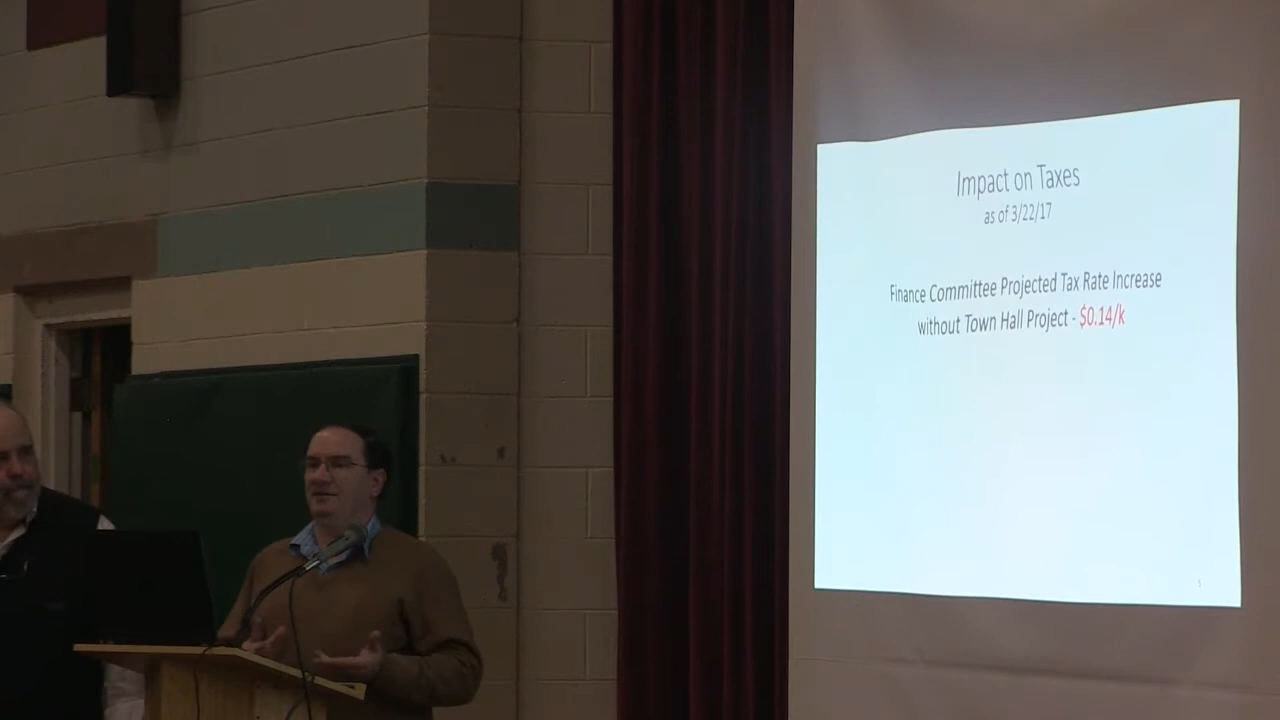 Impact on Taxes
as of 3/22/17
Finance Committee Projected Tax Rate Increase
without Town Hall Project - $0.14/k